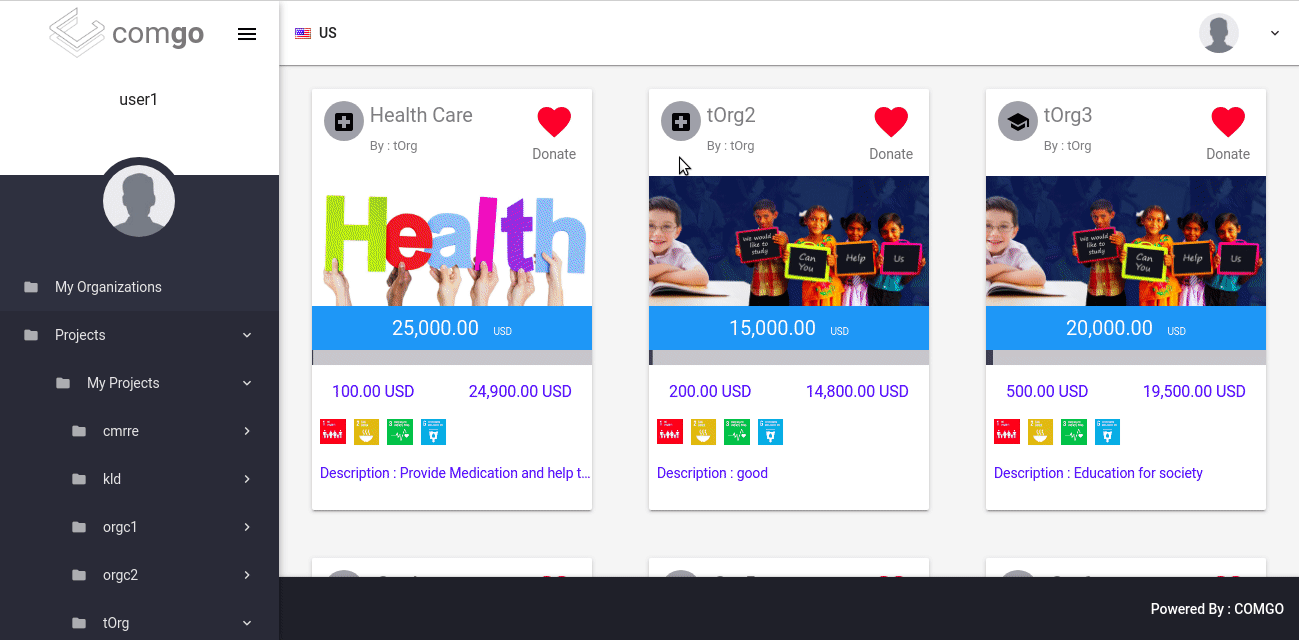 comgo
US
user1
My Organizations
Projects
My Projects
cmrre
kld
orgc1
orgc2
tOrg
Health Care
By : tOrg
Donate
Health
25,000.00 USD
100.00 USD 24,900.00 USD
Description : Provide Medication and help t...
tOrg2
By : tOrg
Donate
We would
like to
study
Can
You
Help
Us
15,000.00 USD
200.00 USD 14,800.00 USD
Description : good
tOrg3
By : tOrg
Donate
We would
like to
study
Can
You
Help
Us
20,000.00 USD
500.00 USD 19,500.00 USD
Description : Education for society
Powered By : COMGO